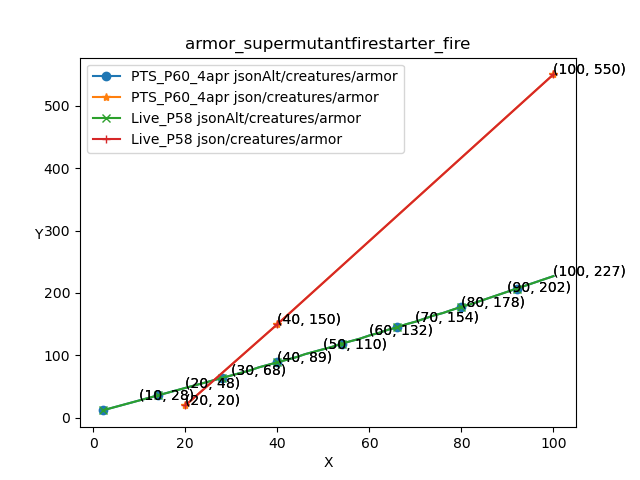 armor_supermutantfirestarter_fire
PTS_P60_4apr jsonAlt/creatures/armor
PTS_P60_4apr json/creatures/armor
Live_P58 jsonAlt/creatures/armor
Live_P58 json/creatures/armor
(100, 550)
500
400
300
Y
(100, 227)
200
(90, 202)
(80, 178)
(70, 154)
(40, 150)
(60, 132)
(50, 110)
100
(40, 89)
(30, 68)
(20, 48)
(10, 28)
(20, 20)
0
0 20 40 60 80 100
X